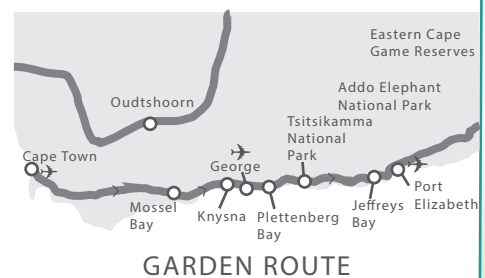 Eastern Cape
Game Reserves
Addo Elephant
National Park
Oudtshoorn
Tsitsikamma
National
Park
Cape Town
George
Mossel
Bay
Knysna
Plettenberg
Bay
Jeffreys
Bay
Port
Elizabeth
GARDEN ROUTE